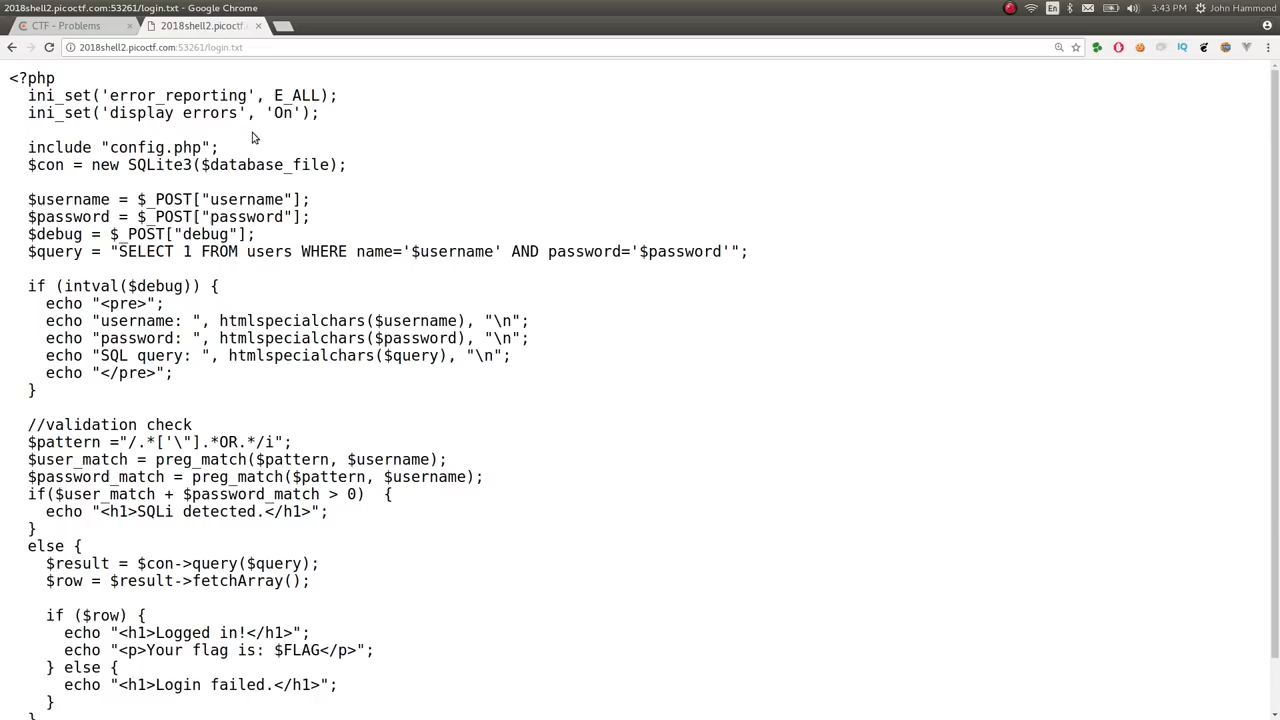 2018shell2.picoctf.com:53261/login.txt - Google Chrome
En
3:43 PM
John Hammond
CTF - Problems
2018shell2.picoctf.
2018shell2.picoctf.com:53261/login.txt
IQ
<?php
  ini_set('error_reporting', E_ALL);
  ini_set('display errors', 'On');
  include "config.php";
  $con = new SQLite3($database_file);
  $username = $_POST["username"];
  $password = $_POST["password"];
  $debug = $_POST["debug"];
  $query = "SELECT 1 FROM users WHERE name='$username' AND password='$password'";
  if (intval($debug)) {
    echo "<pre>";
    echo "username: ", htmlspecialchars($username), "\n";
    echo "password: ", htmlspecialchars($password), "\n";
    echo "SQL query: ", htmlspecialchars($query), "\n";
    echo "</pre>";
  }
  //validation check
  $pattern ="/.*['\"].*OR.*/i";
  $user_match = preg_match($pattern, $username);
  $password_match = preg_match($pattern, $username);
  if($user_match + $password_match > 0)  {
    echo "<h1>SQLi detected.</h1>";
  }
  else {
    $result = $con->query($query);
    $row = $result->fetchArray();
    if ($row) {
      echo "<h1>Logged in!</h1>";
      echo "<p>Your flag is: $FLAG</p>";
    } else {
      echo "<h1>Login failed.</h1>";
    }
  }